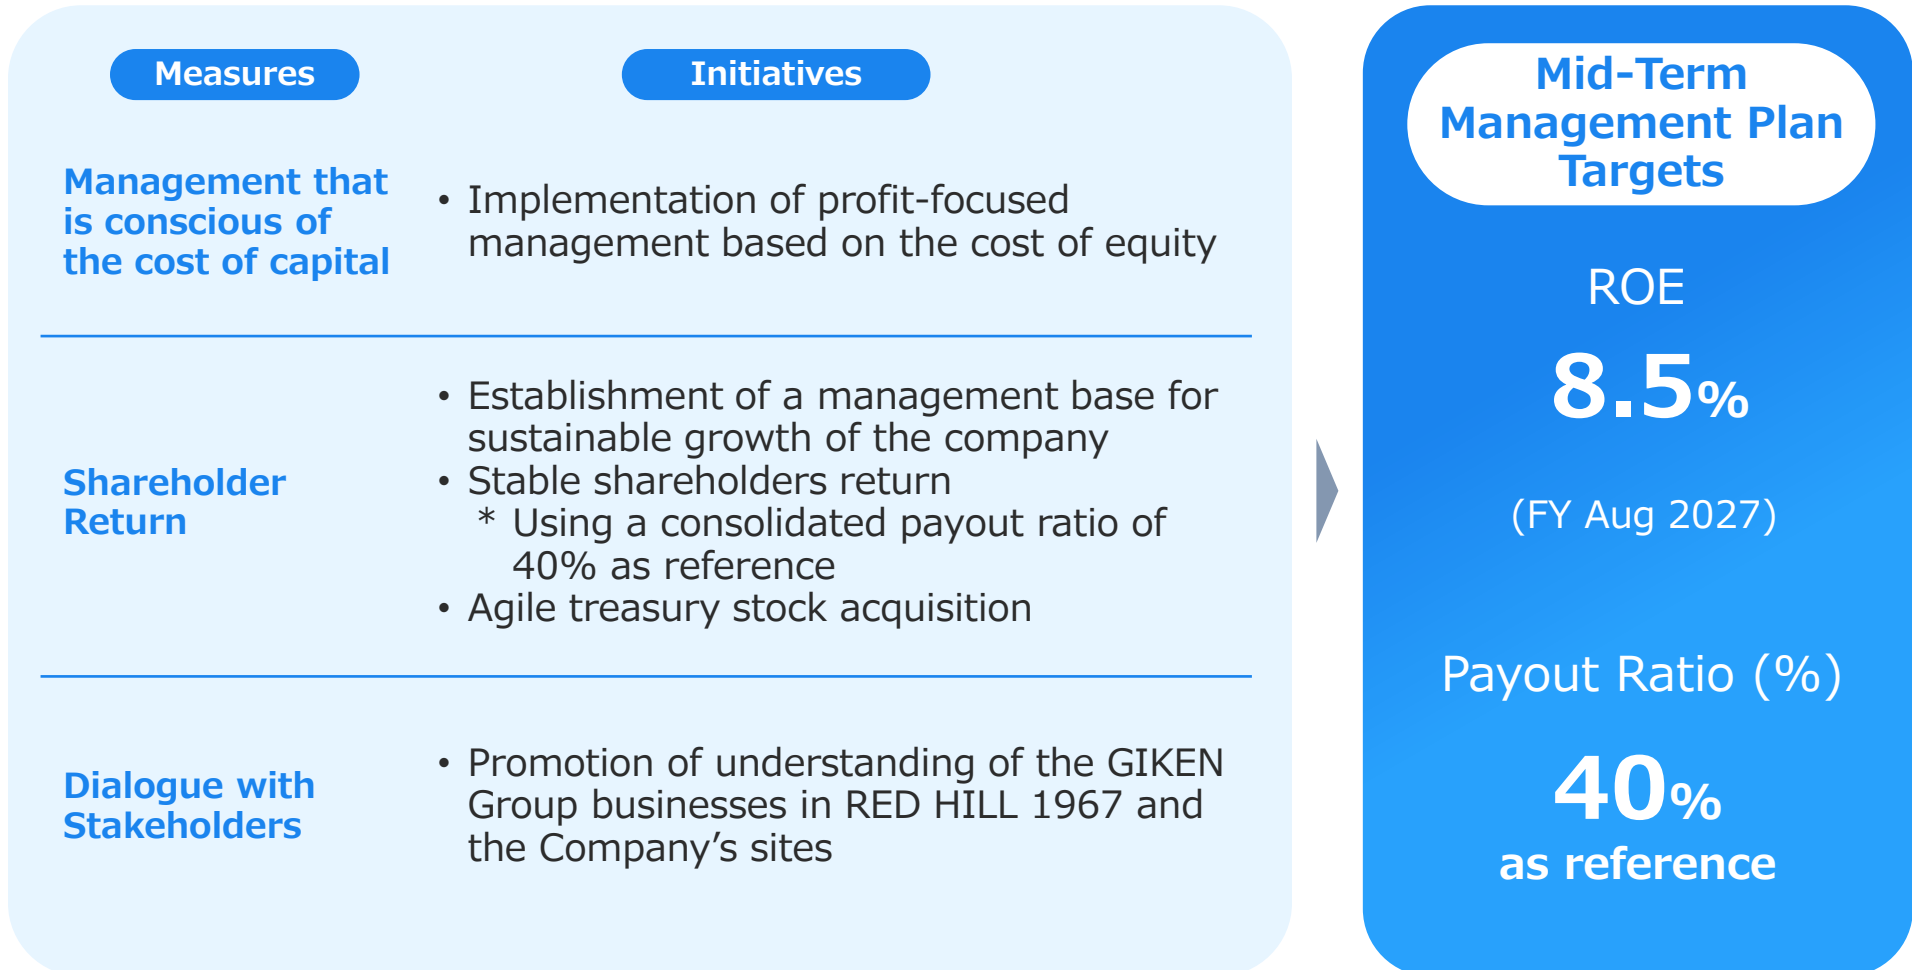 Measures
Initiatives
Management that
is conscious of
the cost of capital
• Implementation of profit-focused
management based on the cost of equity
Shareholder
Return
• Establishment of a management base for
sustainable growth of the company
• Stable shareholders return
* Using a consolidated payout ratio of
40% as reference
• Agile treasury stock acquisition
Dialogue with
Stakeholders
• Promotion of understanding of the GIKEN
Group businesses in RED HILL 1967 and
the Company’s sites
Mid-Term
Management Plan
Targets
ROE
8.5%
(FY Aug 2027)
Payout Ratio (%)
40%
as reference